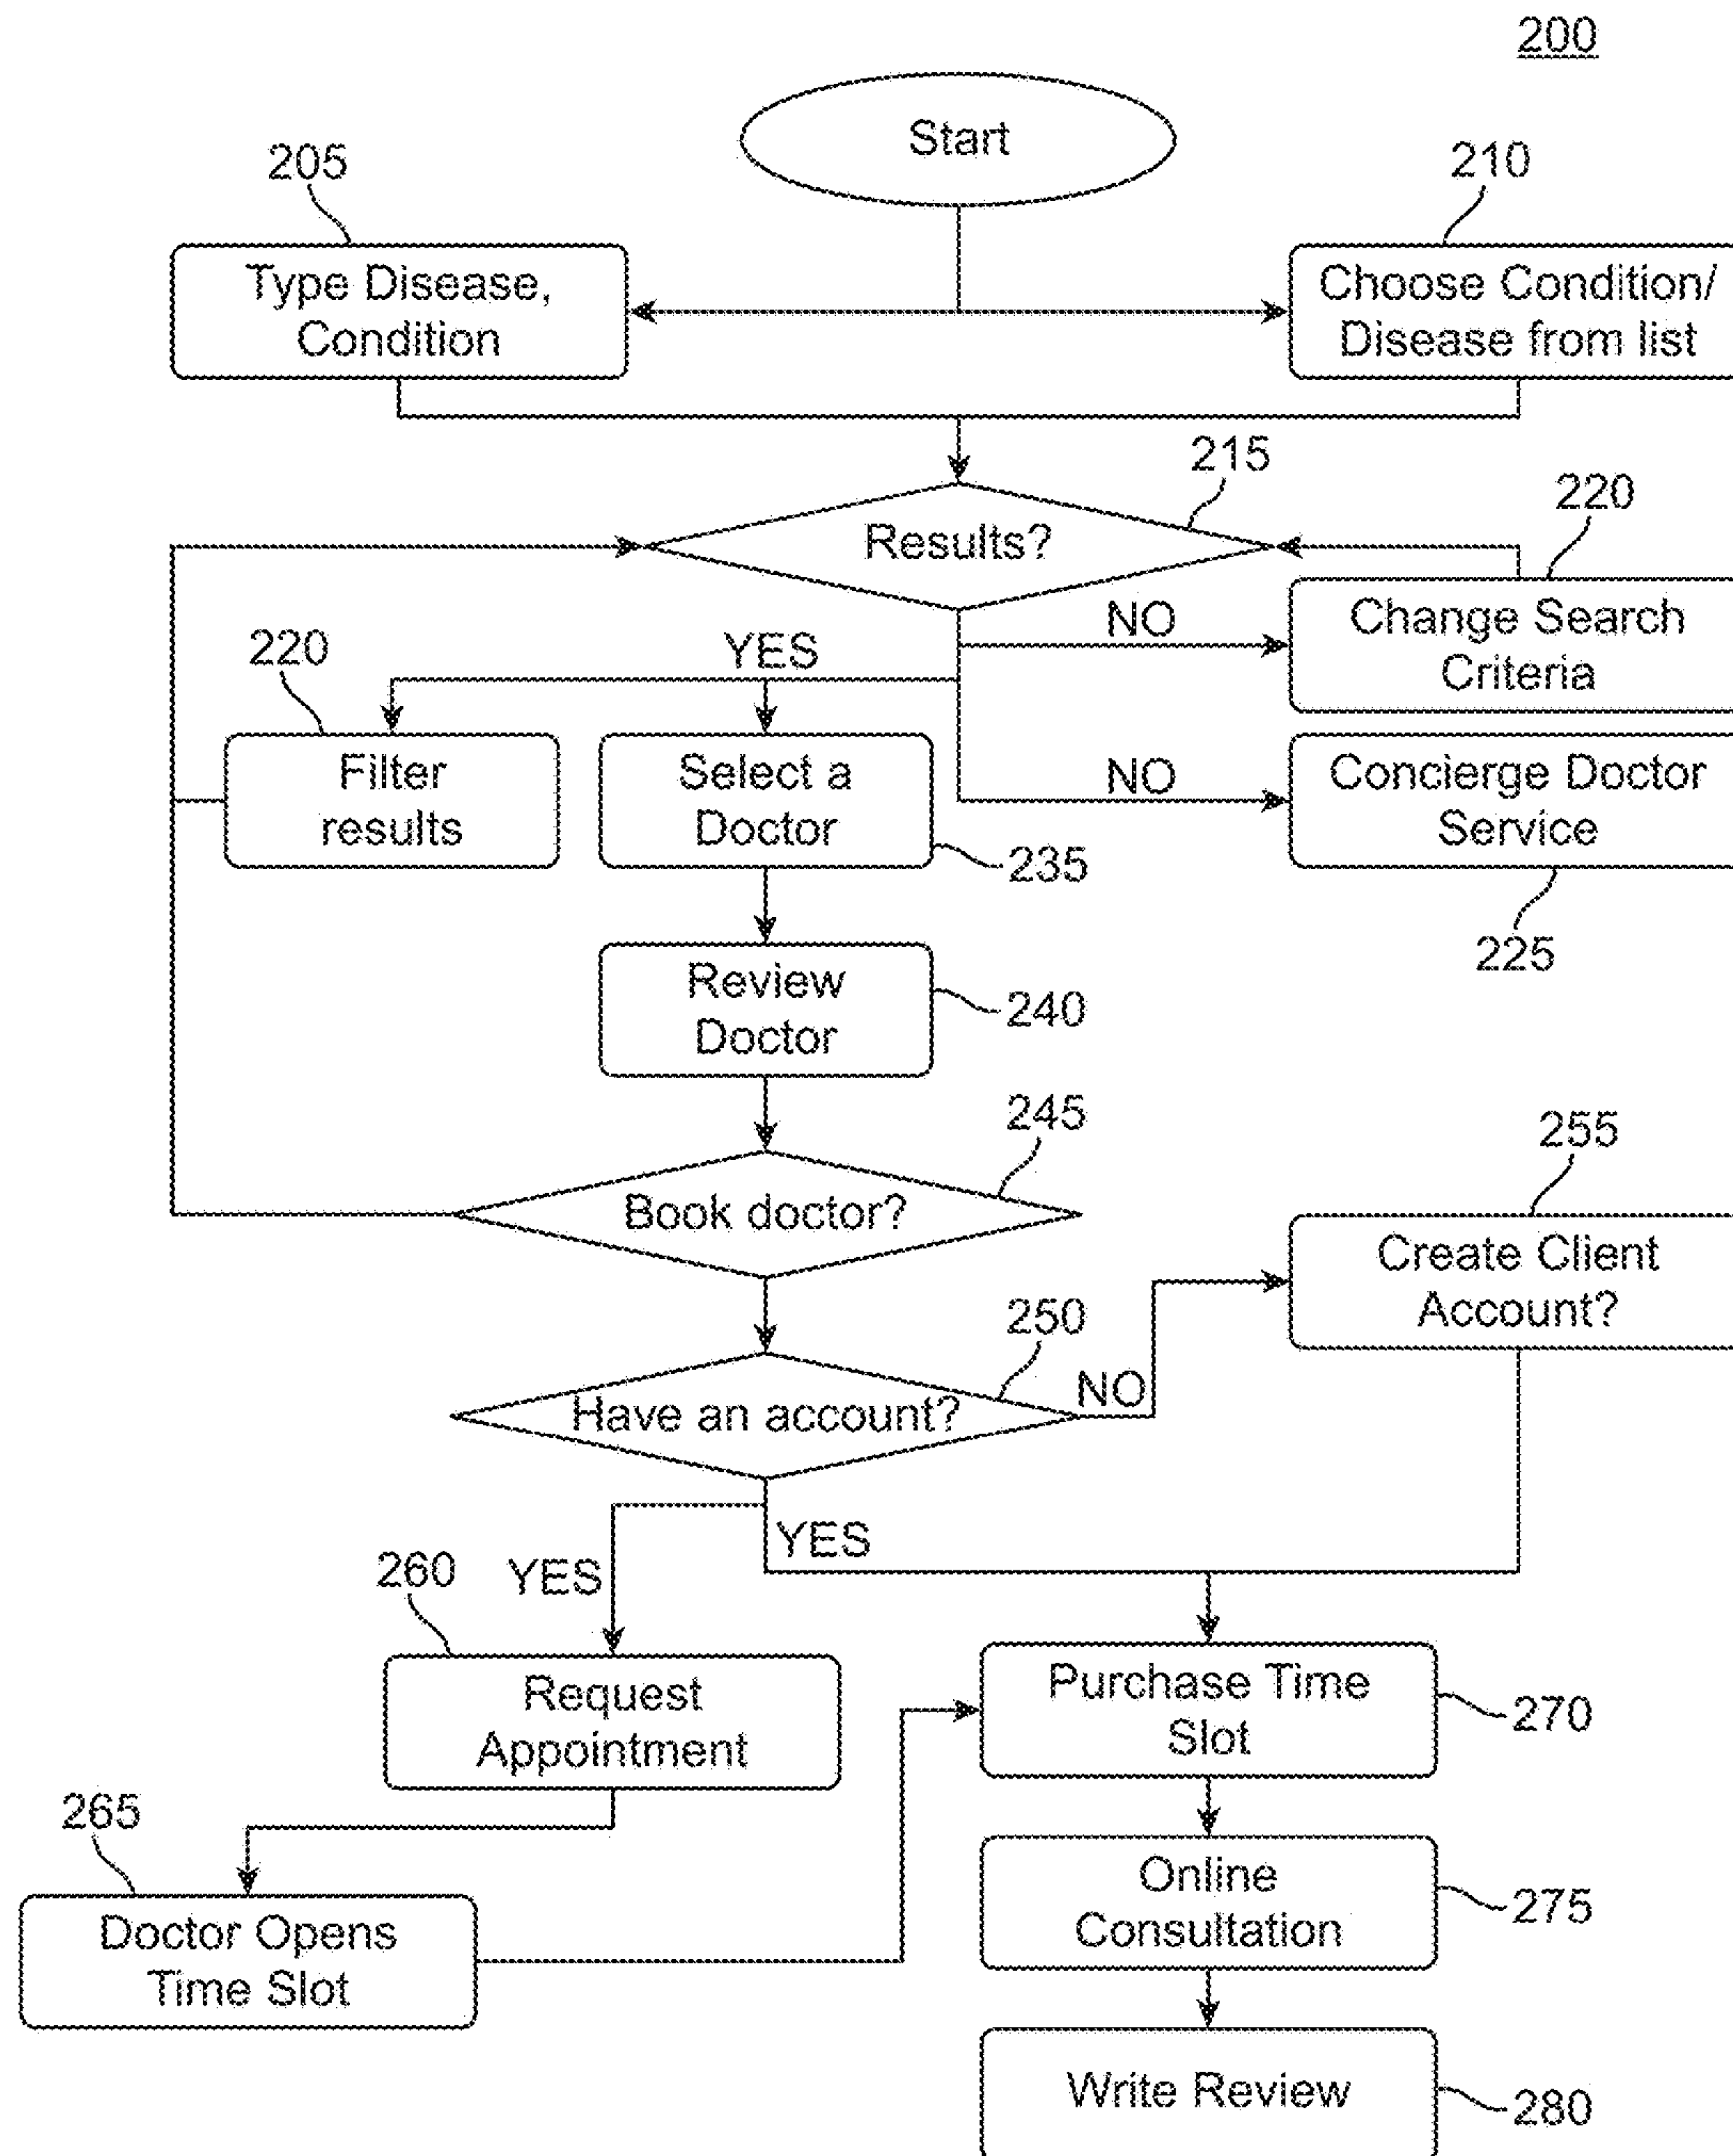 200
Start
205
210
Type Disease,
Condition
Choose Condition/
Disease from list
215
Results?
220
NO
Change Search
Criteria
220
YES
Filter
results
Select a
Doctor
235
NO
Concierge Doctor
Service
225
Review
Doctor
240
245
Book doctor?
255
Create Client
Account?
250
Have an account?
NO
YES
YES
260
Request
Appointment
Purchase Time
Slot
270
265
Doctor Opens
Time Slot
Online
Consultation
275
Write Review
280